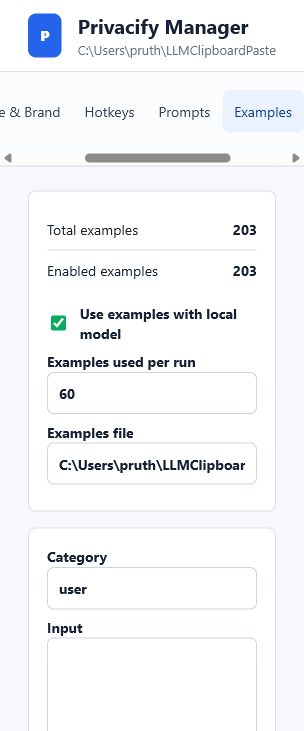 P
Privacify Manager
C:\Users\pruth\LLMClipboardPaste
e & Brand
Hotkeys
Prompts
Examples
Total examples
203
Enabled examples
203
Use examples with local
model
Examples used per run
60
Examples file
C:\Users\pruth\LLMClipboar
Category
user
Input